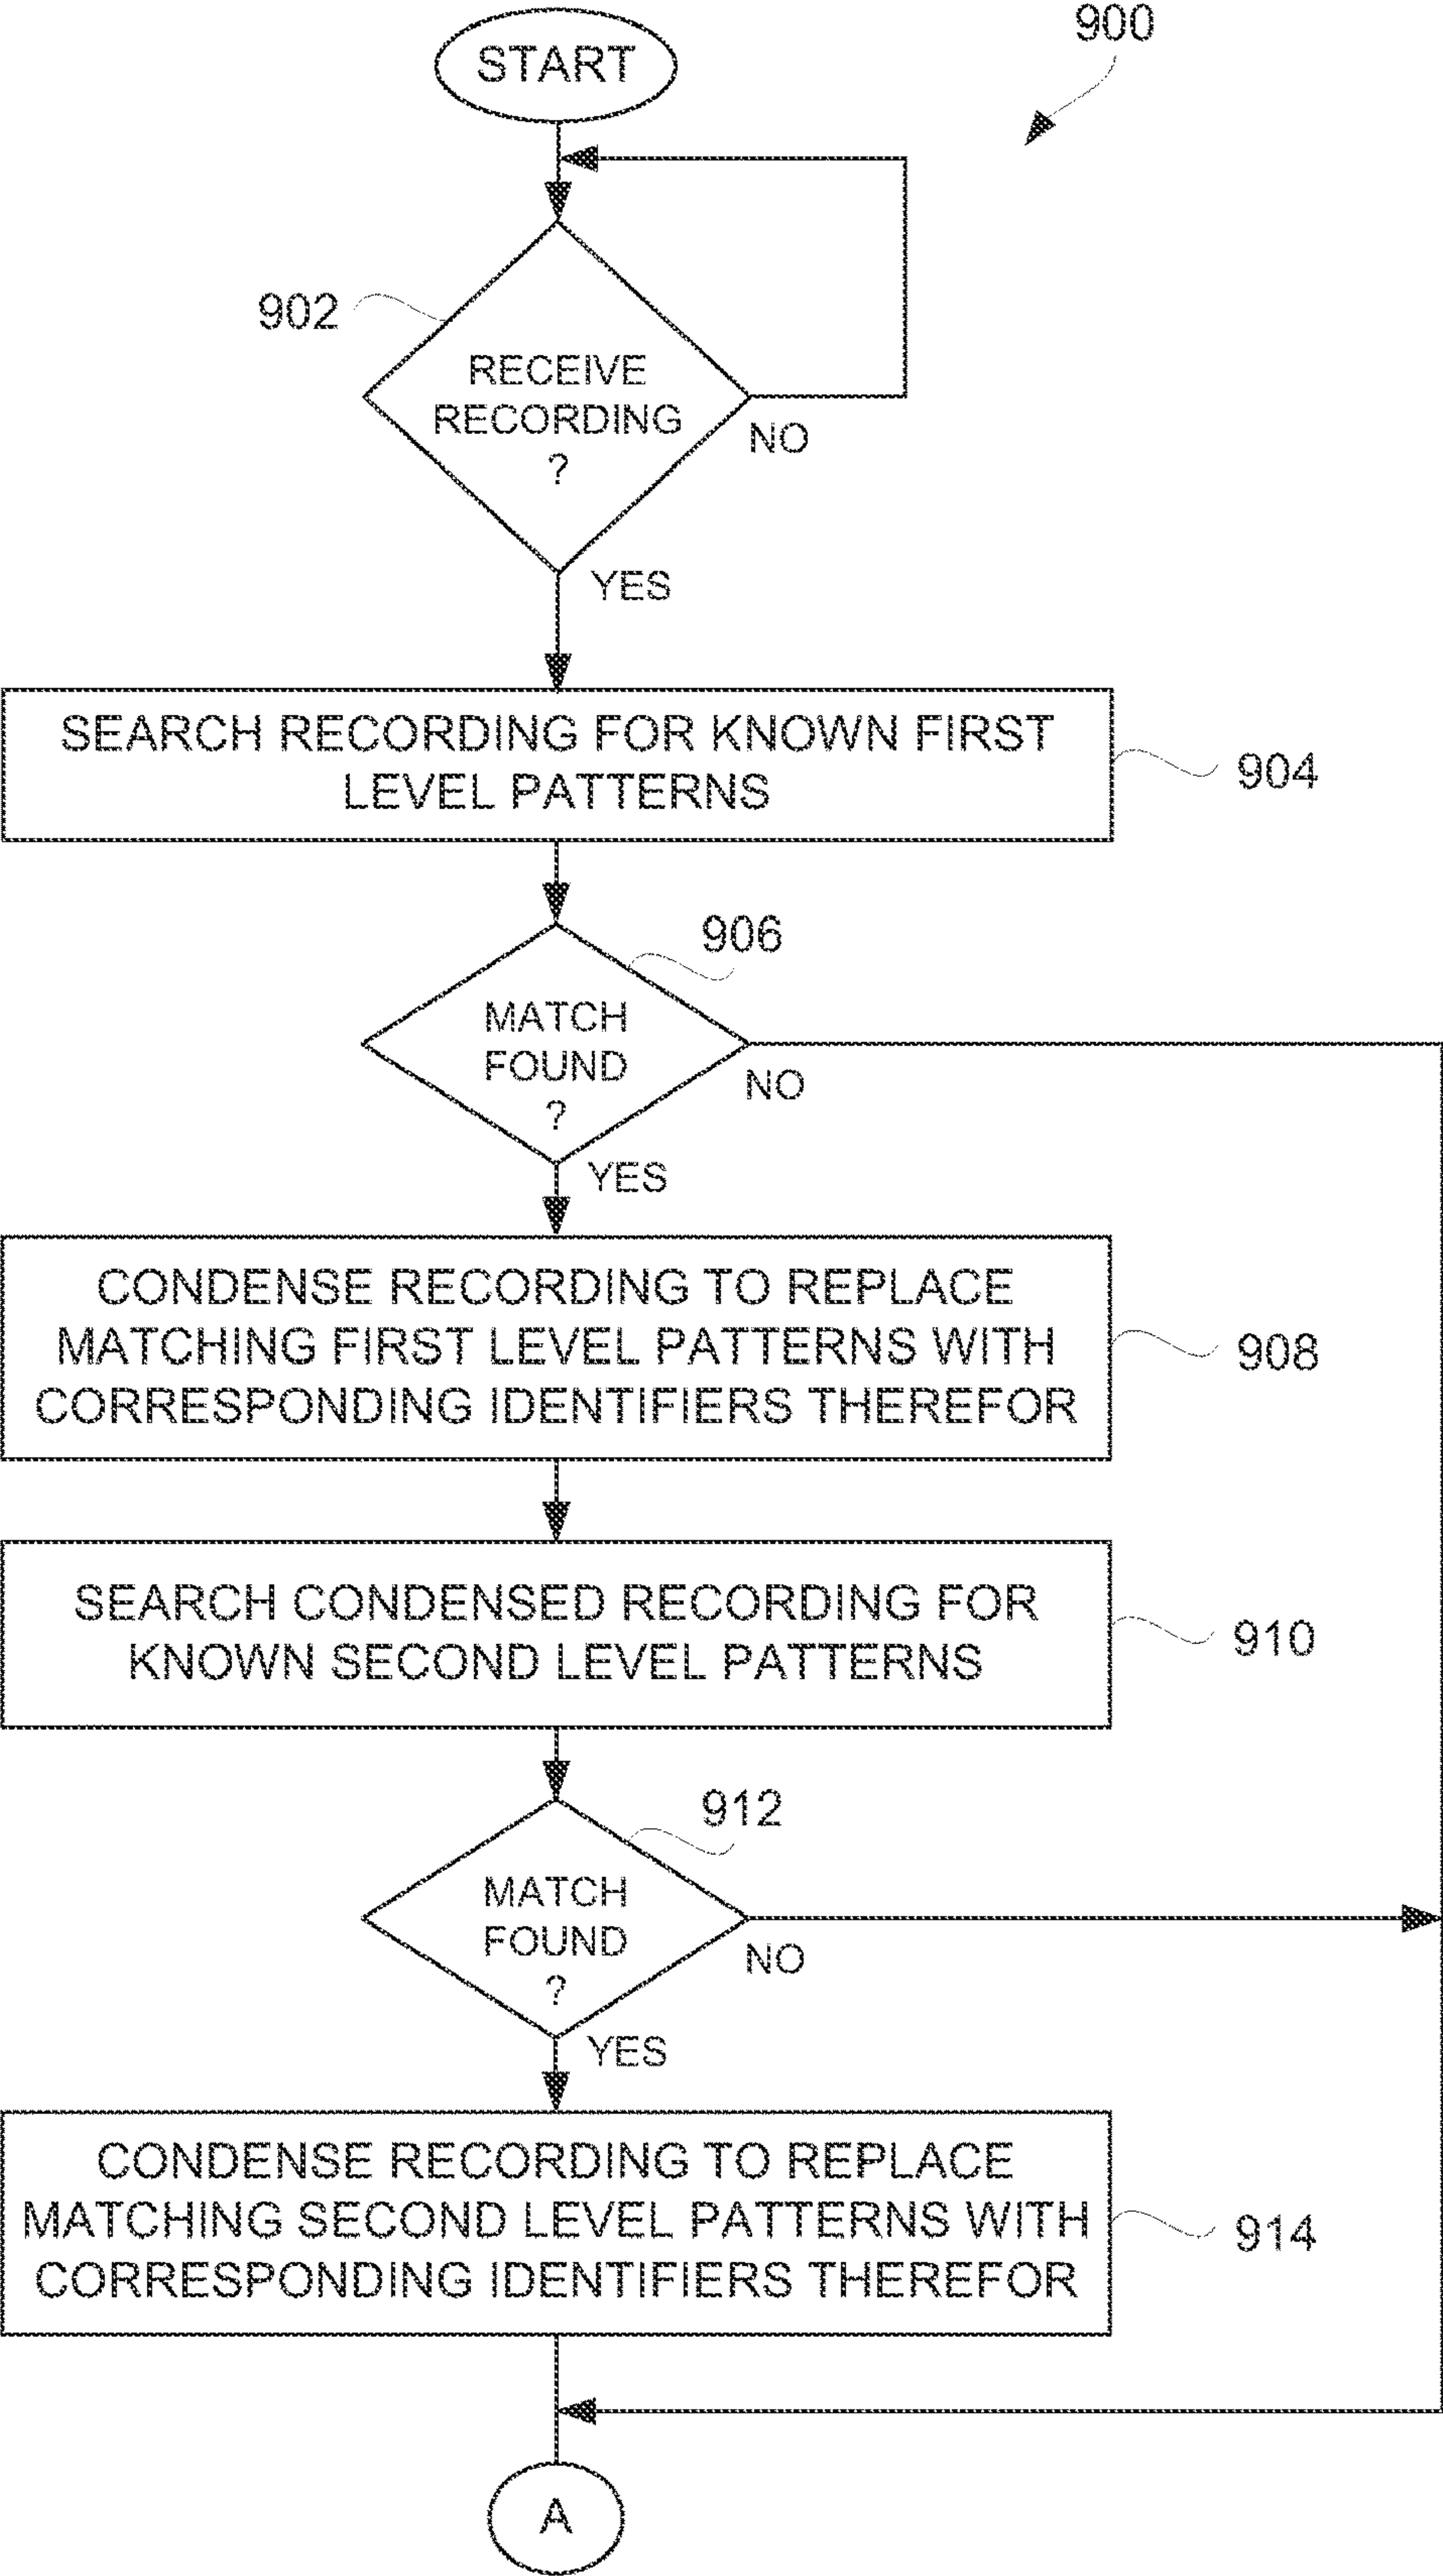 900
START
902
RECEIVE
RECORDING
?
NO
YES
SEARCH RECORDING FOR KNOWN FIRST
LEVEL PATTERNS
904
906
MATCH
FOUND
?
NO
YES
CONDENSE RECORDING TO REPLACE
MATCHING FIRST LEVEL PATTERNS WITH
CORRESPONDING IDENTIFIERS THEREFOR
908
SEARCH CONDENSED RECORDING FOR
KNOWN SECOND LEVEL PATTERNS
910
912
MATCH
FOUND
?
NO
YES
CONDENSE RECORDING TO REPLACE
MATCHING SECOND LEVEL PATTERNS WITH
CORRESPONDING IDENTIFIERS THEREFOR
914
A